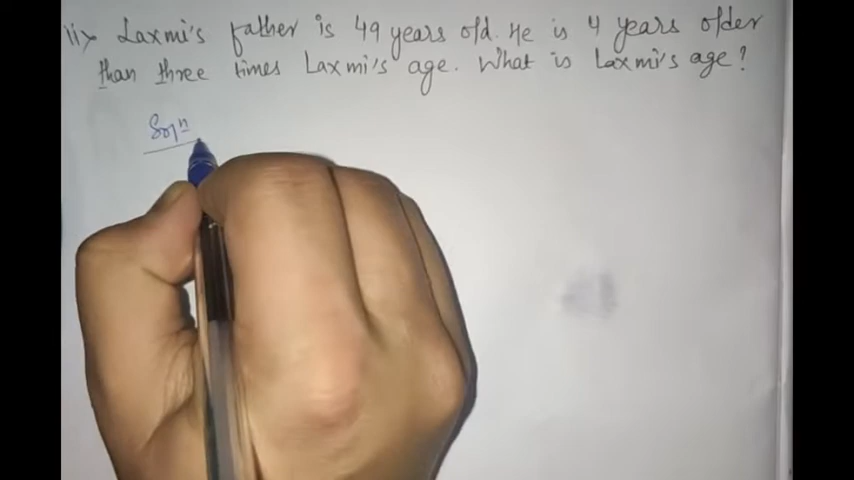 ii> Laxmi's father is 49 years old. He is 4 years older
than three times Laxmi's age. What is Laxmi's age?
Solⁿ